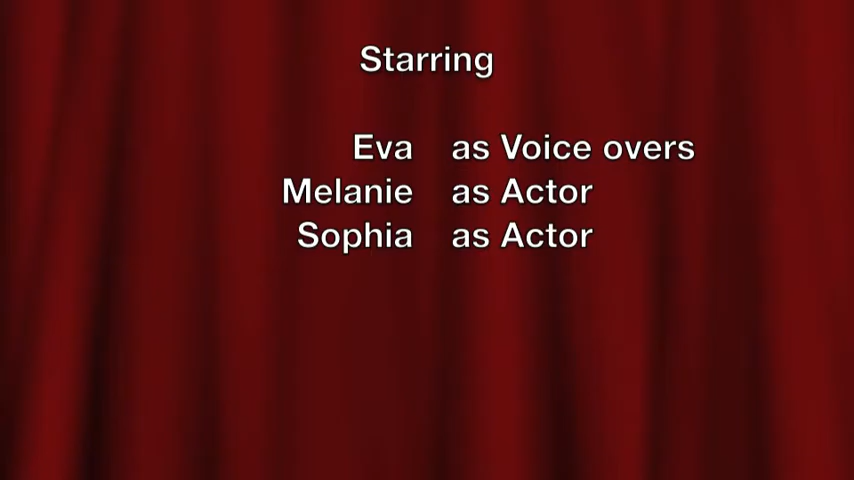 Starring
Eva as Voice overs
Melanie as Actor
Sophia as Actor